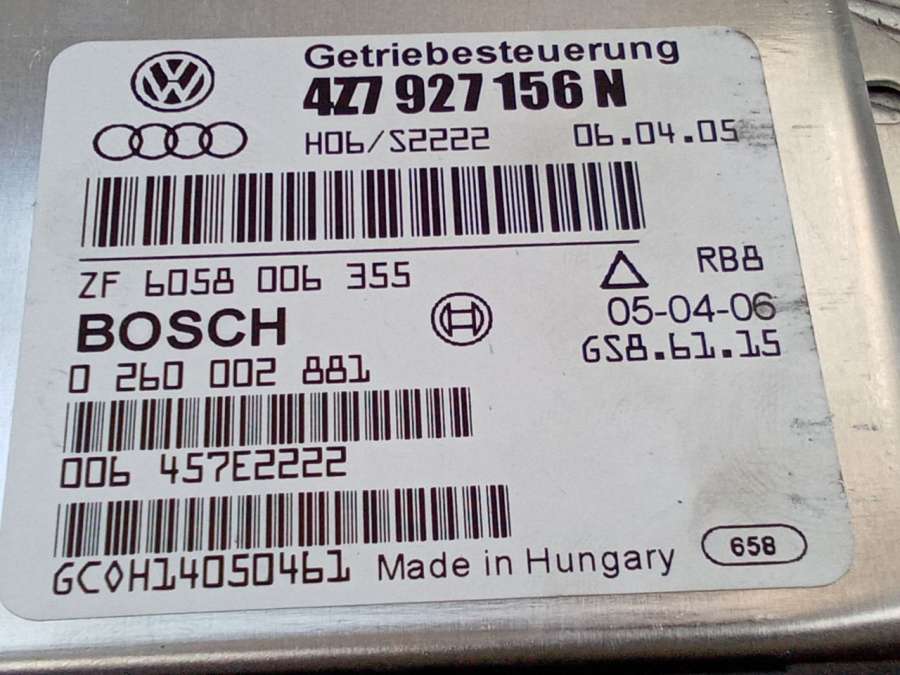 Getriebesteuerung
4Z7 927 156 N
H06/S2222 06.04.05
ZF 6058 006 355 RB8
BOSCH 05-04-06
0 260 002 881 GS8.61.15
006 457E2222
GC0H14050461 Made in Hungary 658